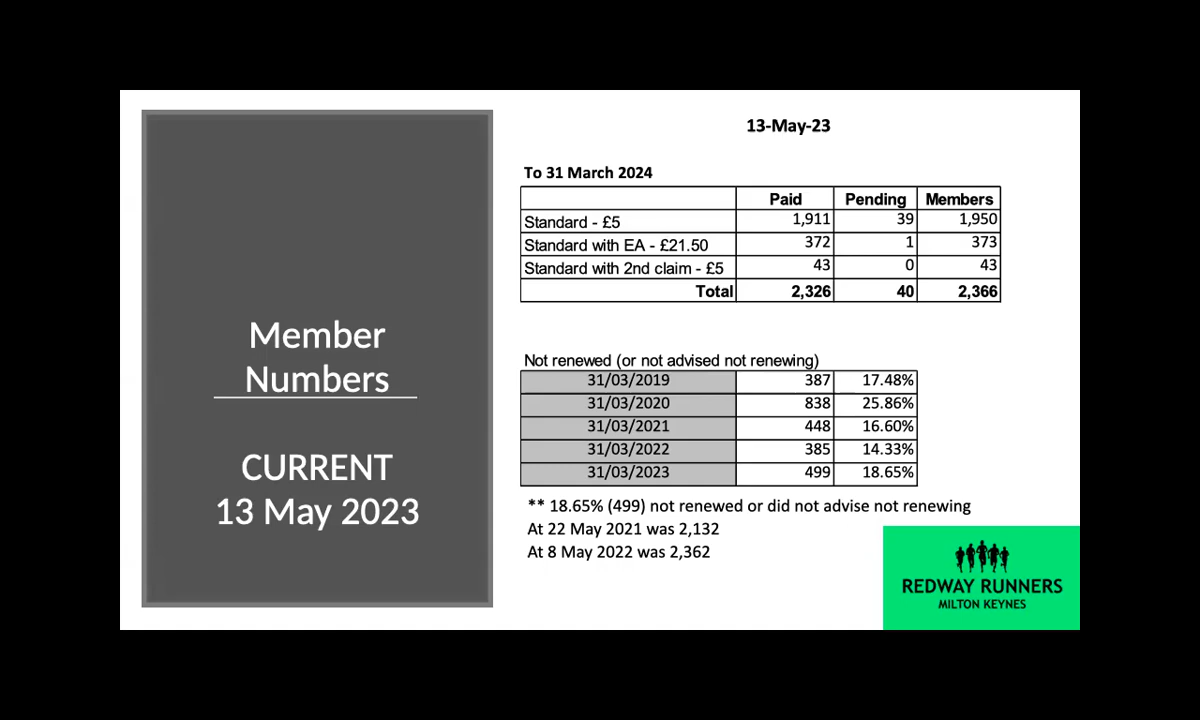 Member
Numbers
CURRENT
13 May 2023
13-May-23
To 31 March 2024
Paid Pending Members
Standard - £5 1,911 39 1,950
Standard with EA - £21.50 372 1 373
Standard with 2nd claim - £5 43 0 43
Total 2,326 40 2,366
Not renewed (or not advised not renewing)
31/03/2019 387 17.48%
31/03/2020 838 25.86%
31/03/2021 448 16.60%
31/03/2022 385 14.33%
31/03/2023 499 18.65%
** 18.65% (499) not renewed or did not advise not renewing
At 22 May 2021 was 2,132
At 8 May 2022 was 2,362
REDWAY RUNNERS
MILTON KEYNES